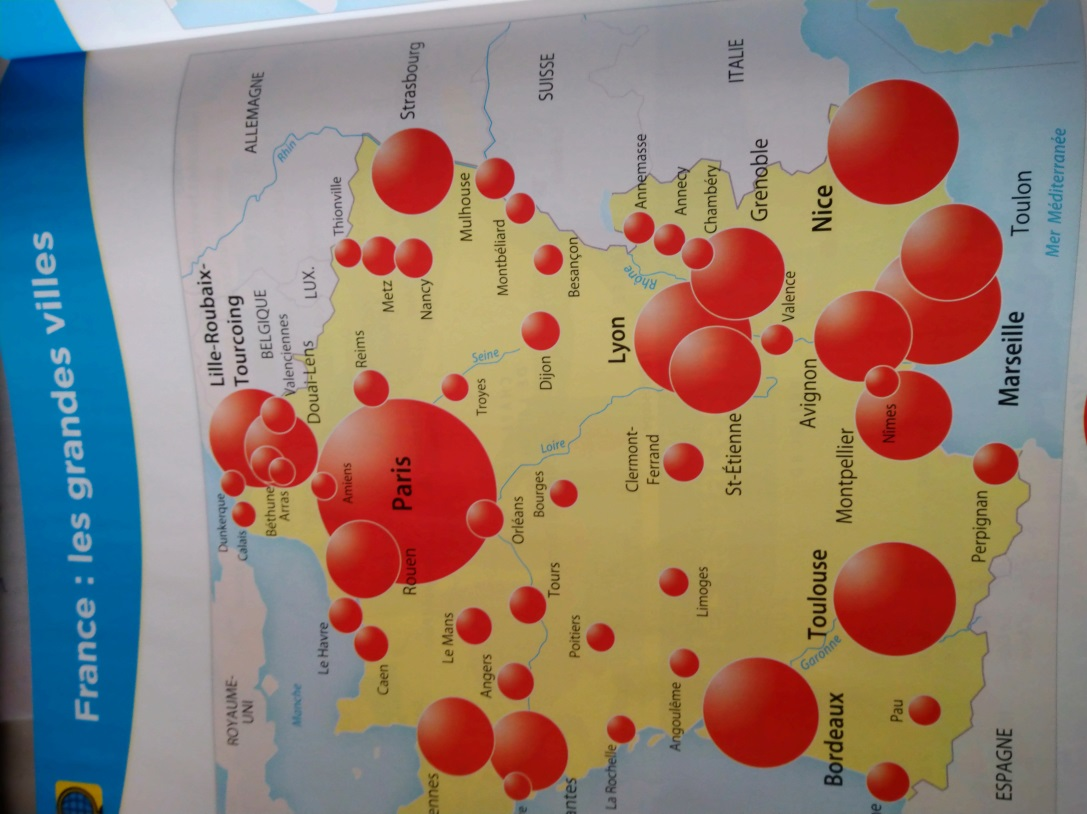 France : les grandes villes
ROYAUME-
UNI
Manche
Dunkerque
Calais
Lille-Roubaix-
Tourcoing
BELGIQUE
Valenciennes
Douai-Lens
Béthune
Arras
LUX.
ALLEMAGNE
Rhin
Thionville
Metz
Nancy
Strasbourg
Amiens
Reims
Le Havre
Rouen
Caen
Paris
Troyes
Seine
Mulhouse
Montbéliard
Besançon
SUISSE
ennes
Le Mans
Angers
Orléans
Loire
Dijon
Tours
Bourges
antes
Poitiers
La Rochelle
Limoges
Angoulême
Clermont-
Ferrand
Lyon
St-Étienne
Rhône
Annemasse
Annecy
Chambéry
Grenoble
ITALIE
Valence
Bordeaux
Garonne
Toulouse
Montpellier
Avignon
Nîmes
Nice
Pau
Perpignan
Marseille
Toulon
ESPAGNE
Mer Méditerranée